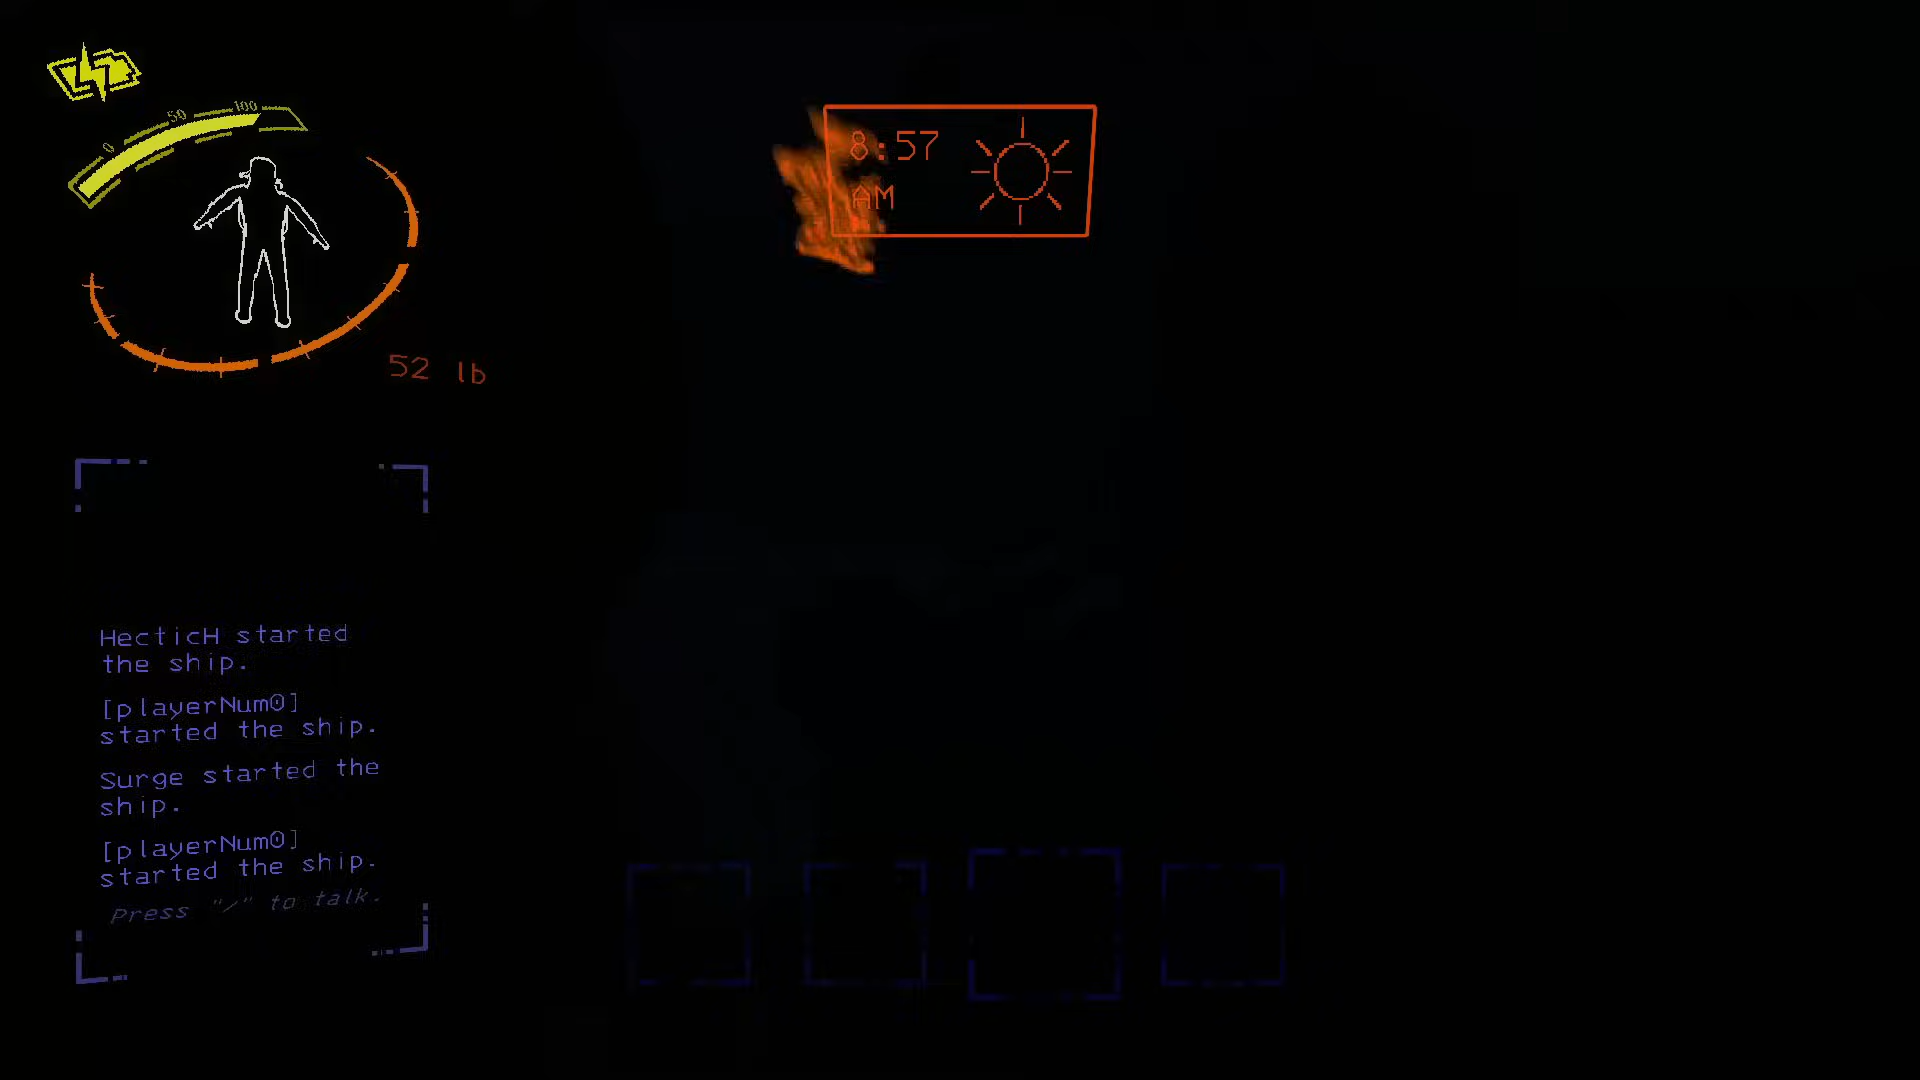 0 50 100
8:57
AM
52 lb
HecticH started
the ship.
[playerNum0]
started the ship.
Surge started the
ship.
[playerNum0]
started the ship.
Press "/" to talk.